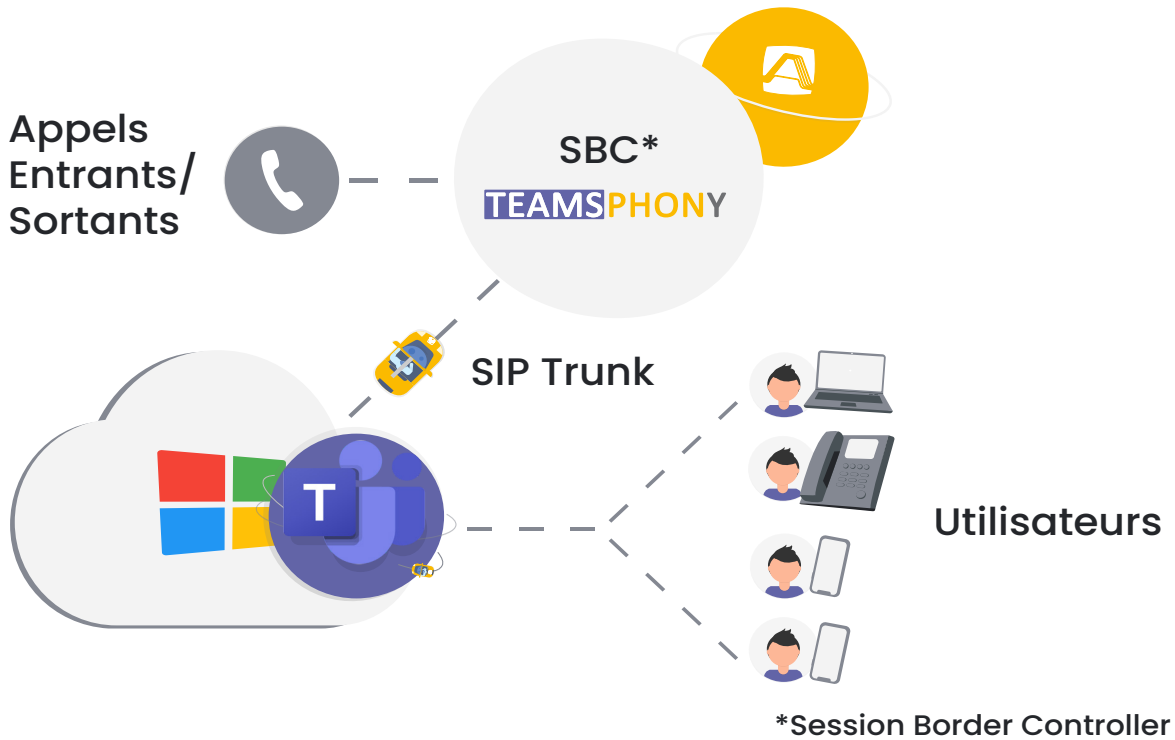 Appels
Entrants/
Sortants
SBC*
TEAMSPHONY
SIP Trunk
T
Utilisateurs
*Session Border Controller